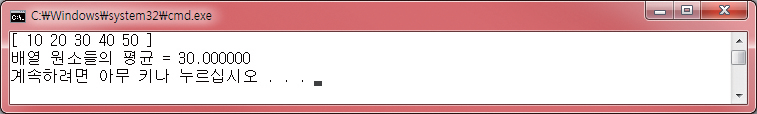 C:₩Windows₩system32₩cmd.exe
[ 10 20 30 40 50 ]
배열 원소들의 평균 = 30.000000
계속하려면 아무 키나 누르십시오 . . .